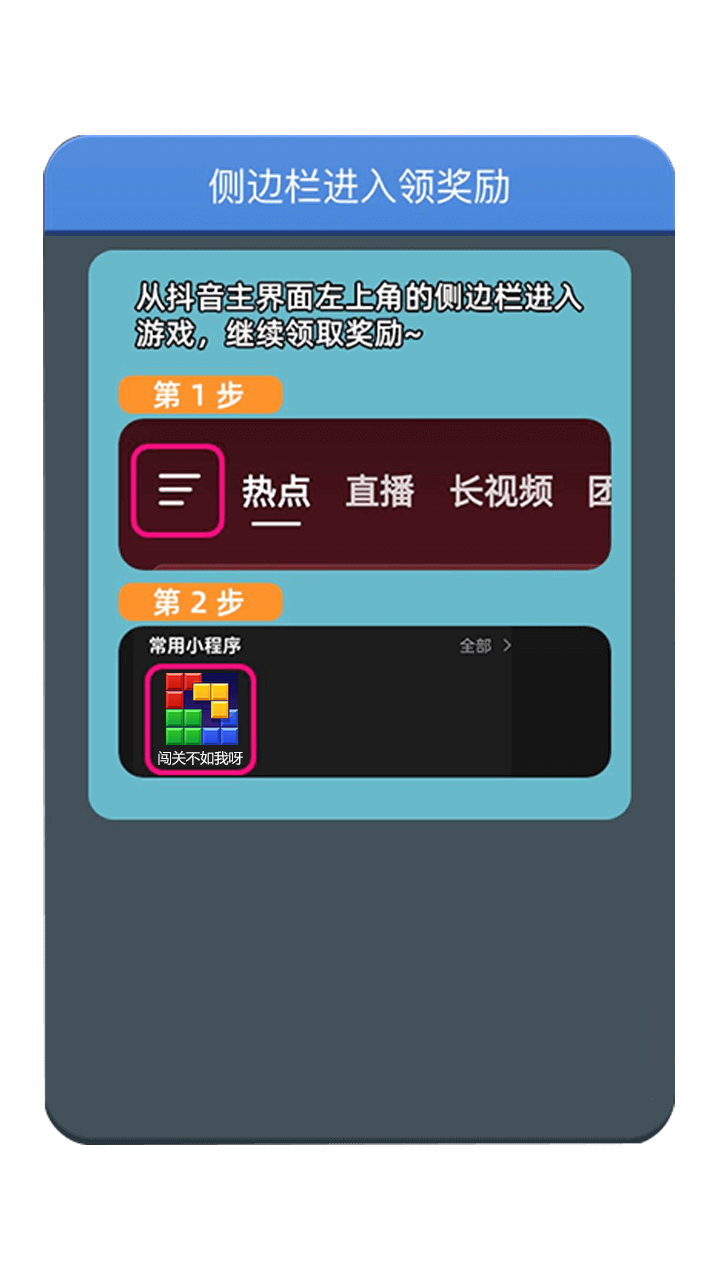 侧边栏进入领奖励
从抖音主界面左上角的侧边栏进入
游戏，继续领取奖励~
第 1 步
热点 直播 长视频 团
第 2 步
常用小程序 全部 >
闯关不如我呀